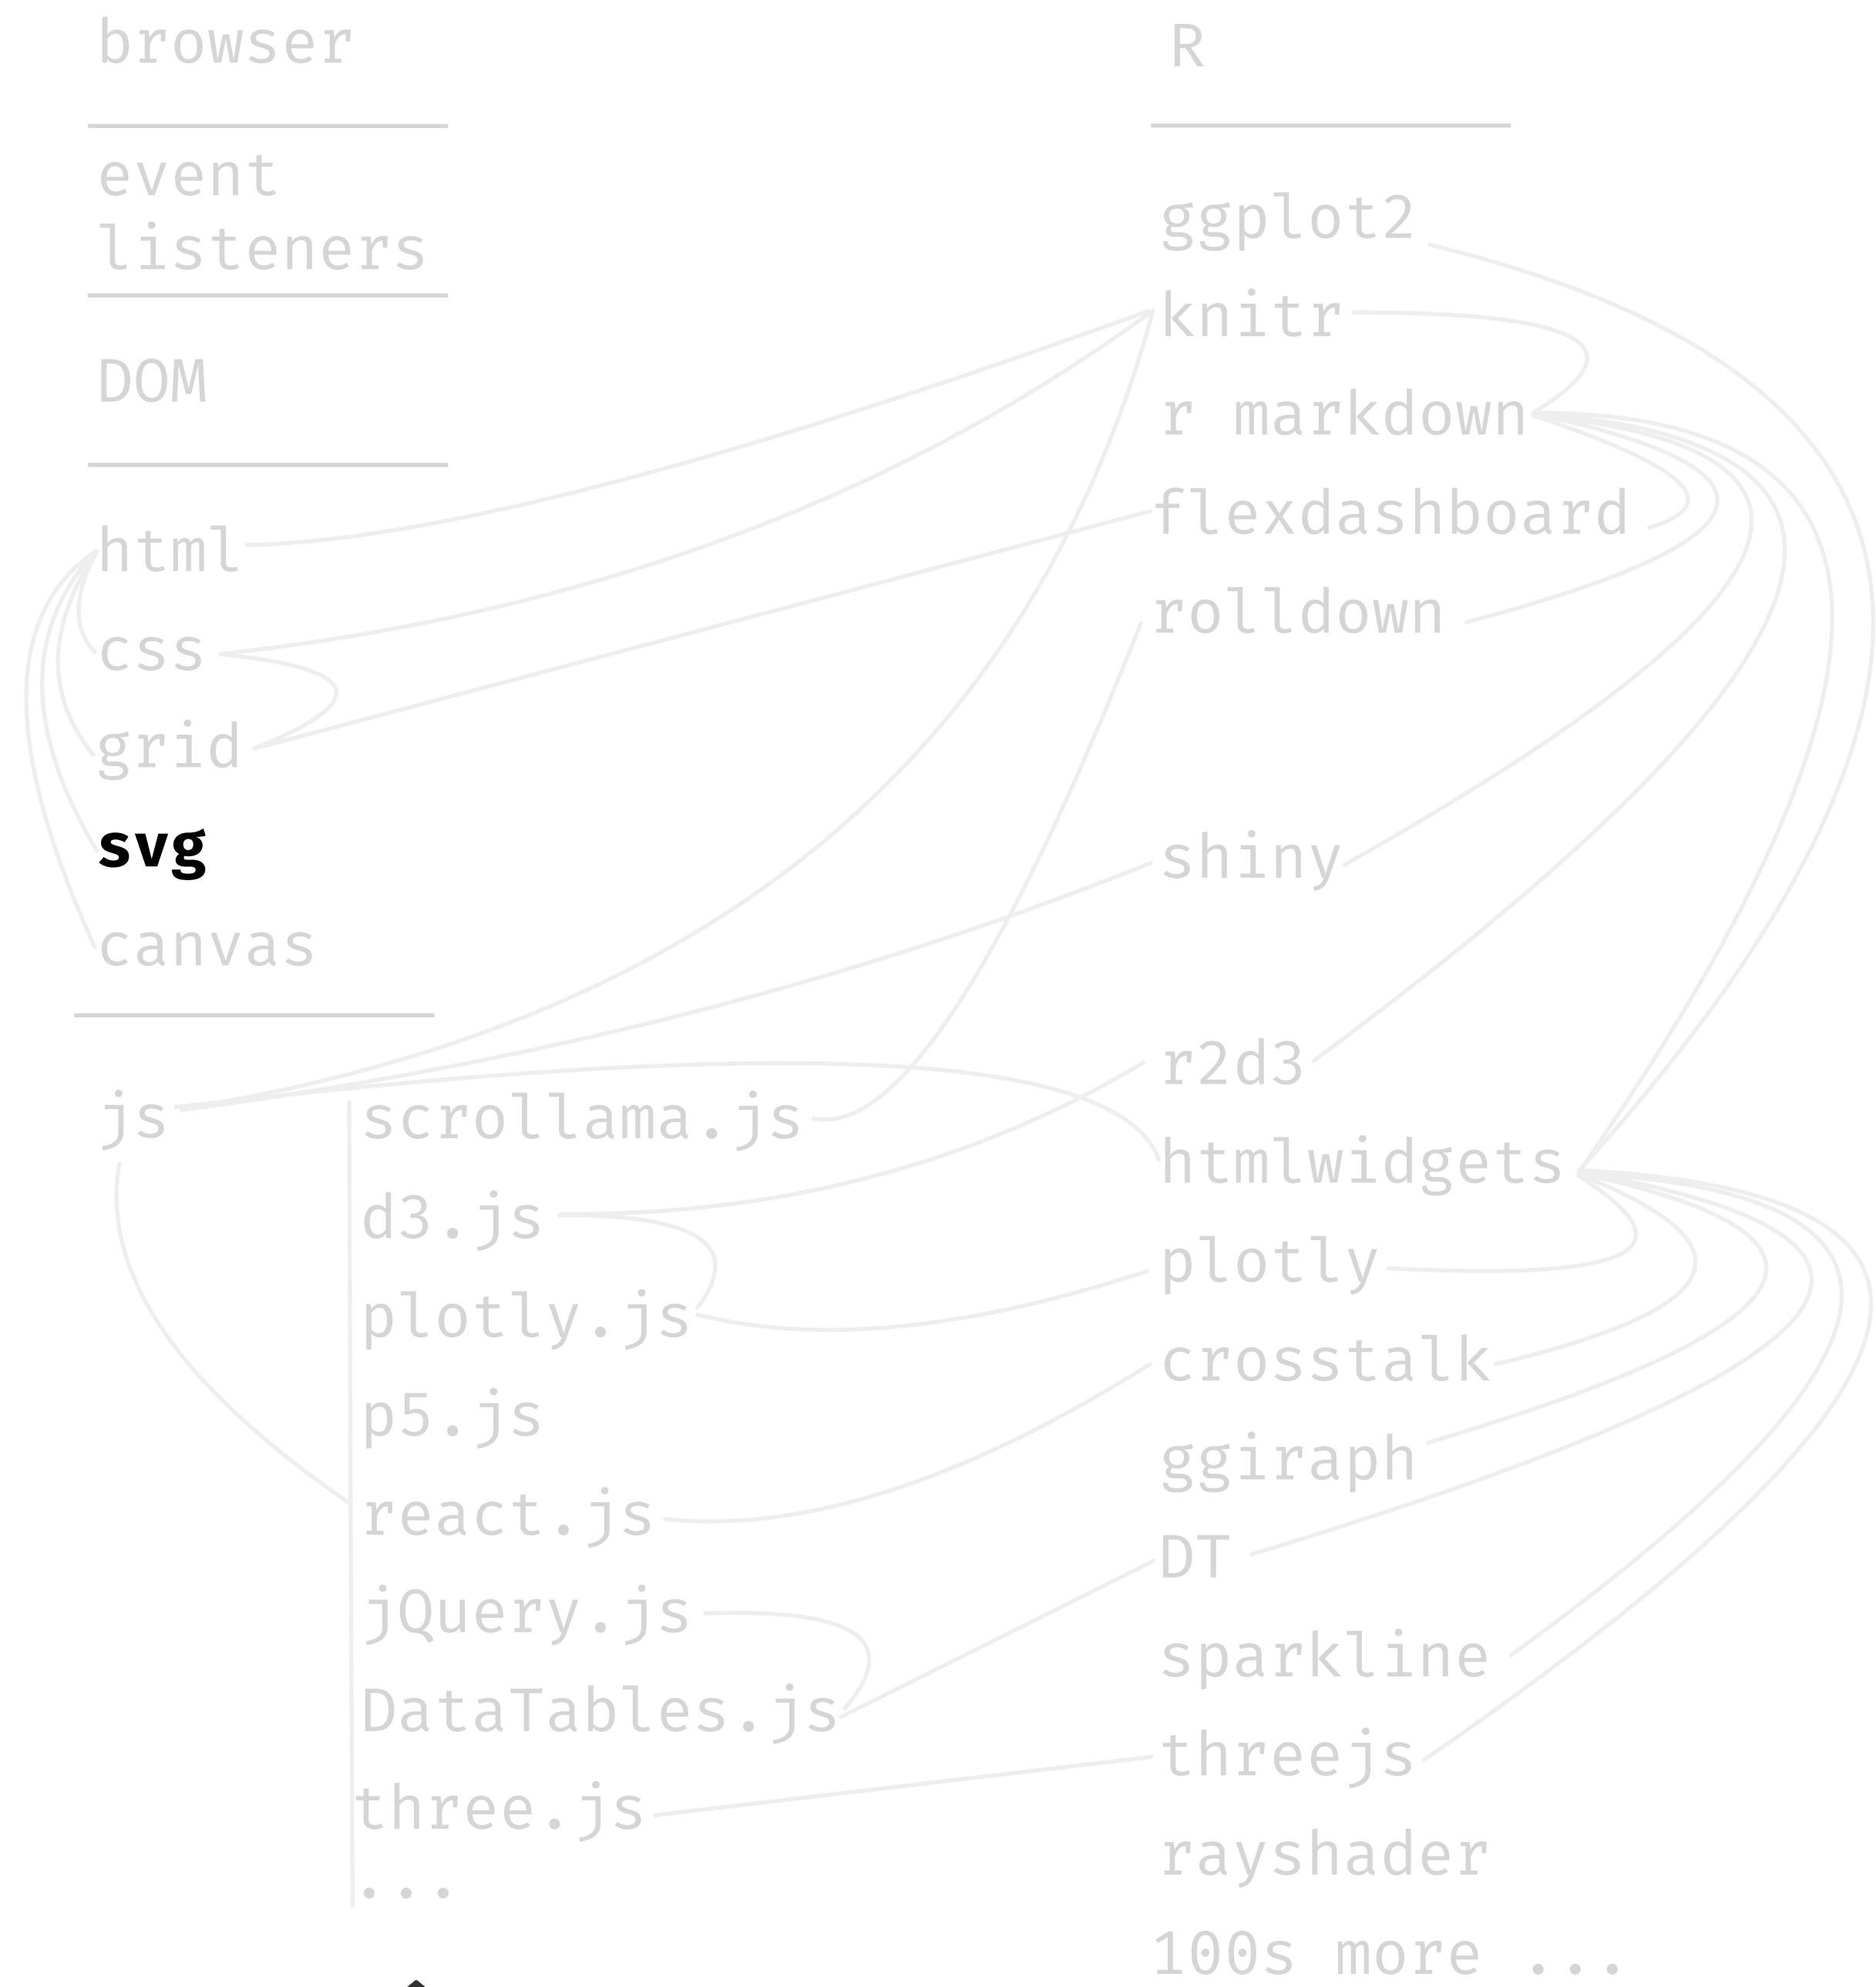 browser
event
listeners
DOM
html
css
grid
svg
canvas
js
scrollama.js
d3.js
plotly.js
p5.js
react.js
jQuery.js
DataTables.js
three.js
...
R
ggplot2
knitr
r markdown
flexdashboard
rolldown
shiny
r2d3
htmlwidgets
plotly
crosstalk
ggiraph
DT
sparkline
threejs
rayshader
100s more ...